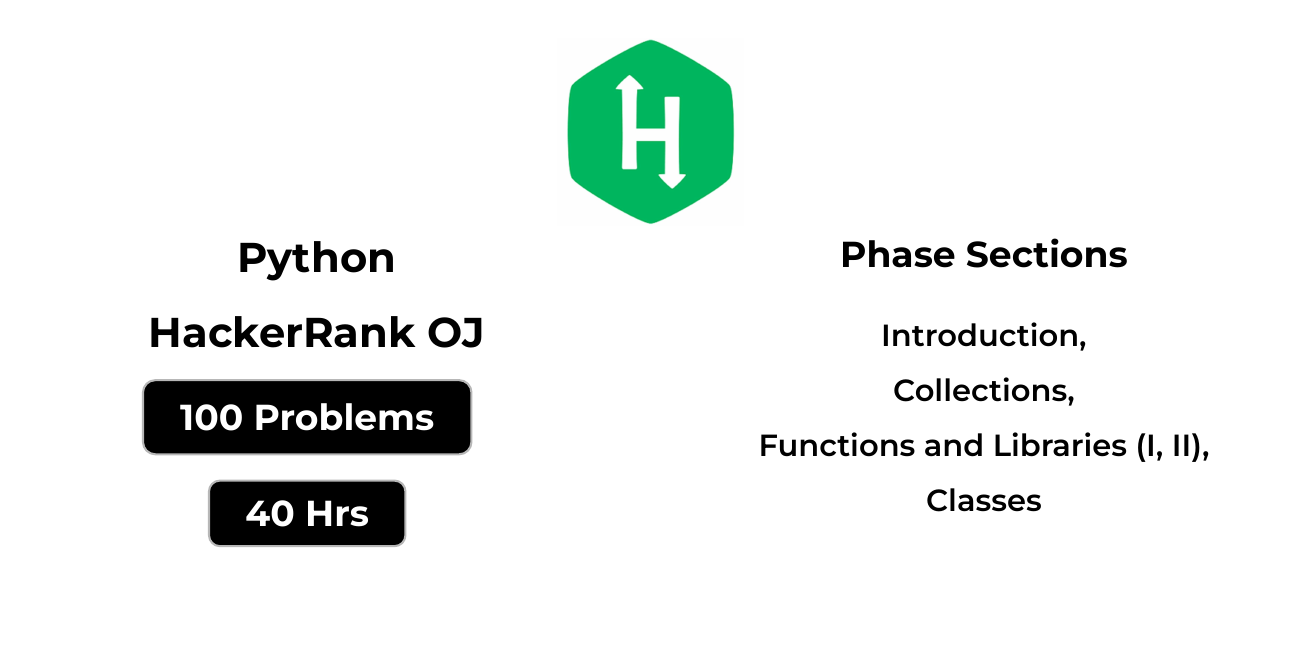 H
Python
HackerRank OJ
100 Problems
40 Hrs
Phase Sections
Introduction,
Collections,
Functions and Libraries (I, II),
Classes